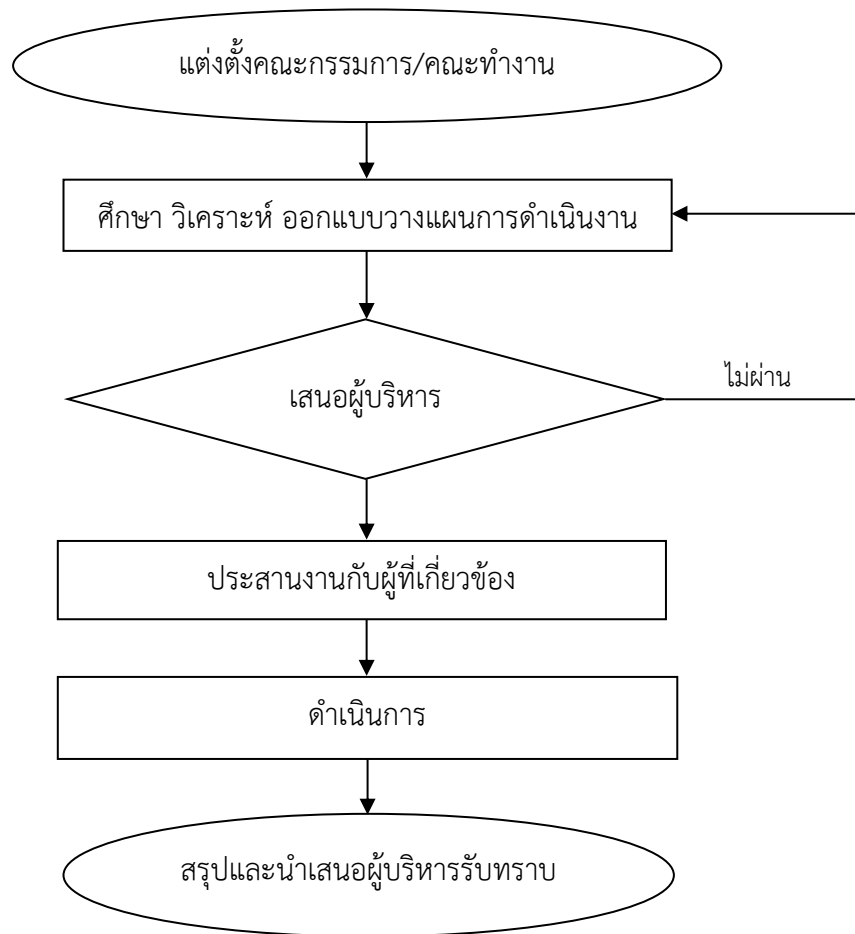 แต่งตั้งคณะกรรมการ/คณะทำงาน
ศึกษา วิเคราะห์ ออกแบบวางแผนการดำเนินงาน
เสนอผู้บริหาร
ไม่ผ่าน
ประสานงานกับผู้ที่เกี่ยวข้อง
ดำเนินการ
สรุปและนำเสนอผู้บริหารรับทราบ